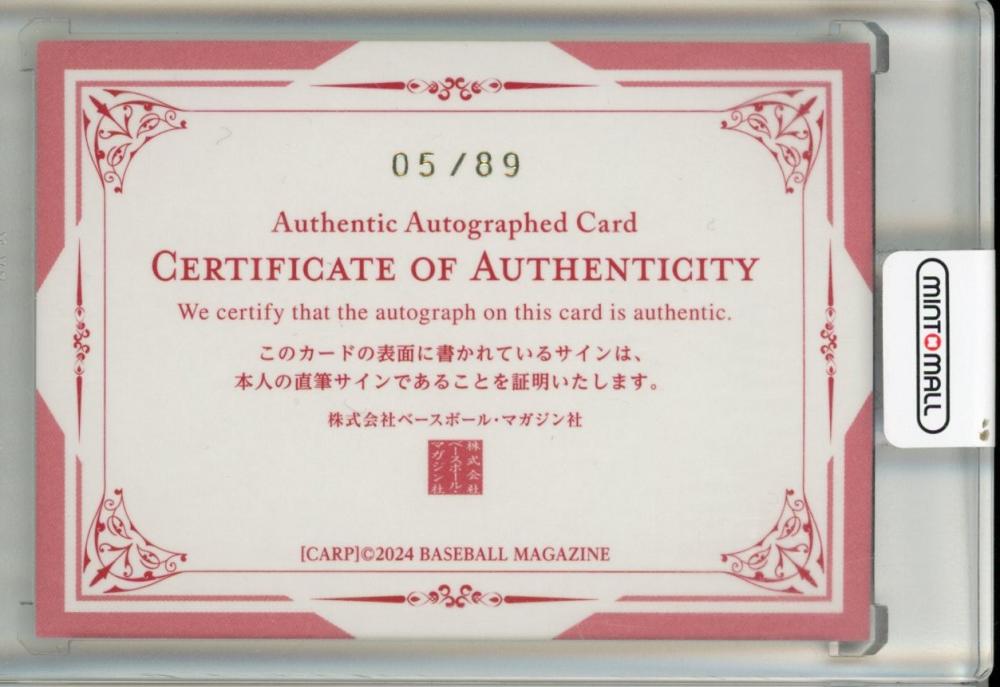 05/89
Authentic Autographed Card
CERTIFICATE OF AUTHENTICITY
We certify that the autograph on this card is authentic.
このカードの表面に書かれているサインは、
本人の直筆サインであることを証明いたします。
株式会社ベースボール・マガジン社
株式会社
ベースボール・
マガジン社
[CARP]©2024 BASEBALL MAGAZINE
MINTOMALL